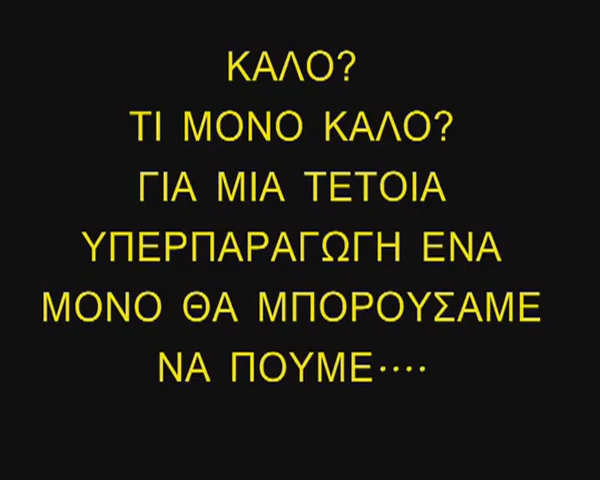 ΚΑΛΟ?
ΤΙ ΜΟΝΟ ΚΑΛΟ?
ΓΙΑ ΜΙΑ ΤΕΤΟΙΑ
ΥΠΕΡΠΑΡΑΓΩΓΗ ΕΝΑ
ΜΟΝΟ ΘΑ ΜΠΟΡΟΥΣΑΜΕ
ΝΑ ΠΟΥΜΕ····